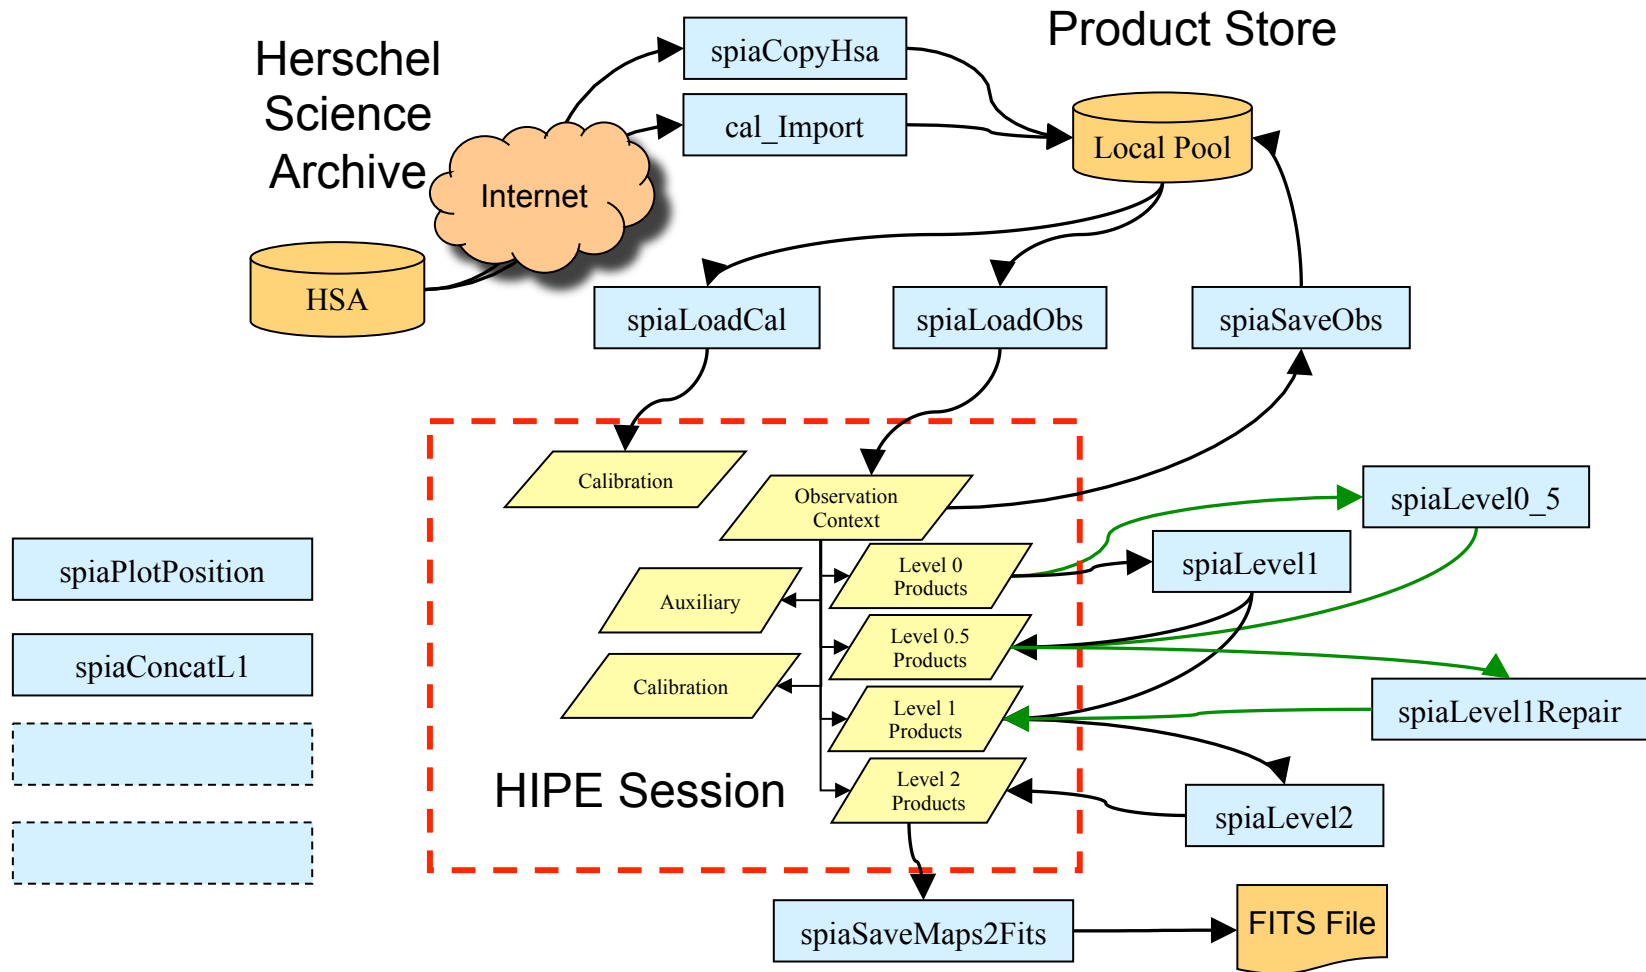 Herschel
Science
Archive
Product Store
spiaCopyHsa
cal_Import
Local Pool
Internet
HSA
spiaLoadCal
spiaLoadObs
spiaSaveObs
Calibration
Observation
Context
spiaLevel0_5
spiaPlotPosition
Level 0
Products
spiaLevel1
Auxiliary
Level 0.5
Products
spiaConcatL1
Calibration
Level 1
Products
spiaLevel1Repair
HIPE Session
Level 2
Products
spiaLevel2
spiaSaveMaps2Fits
FITS File